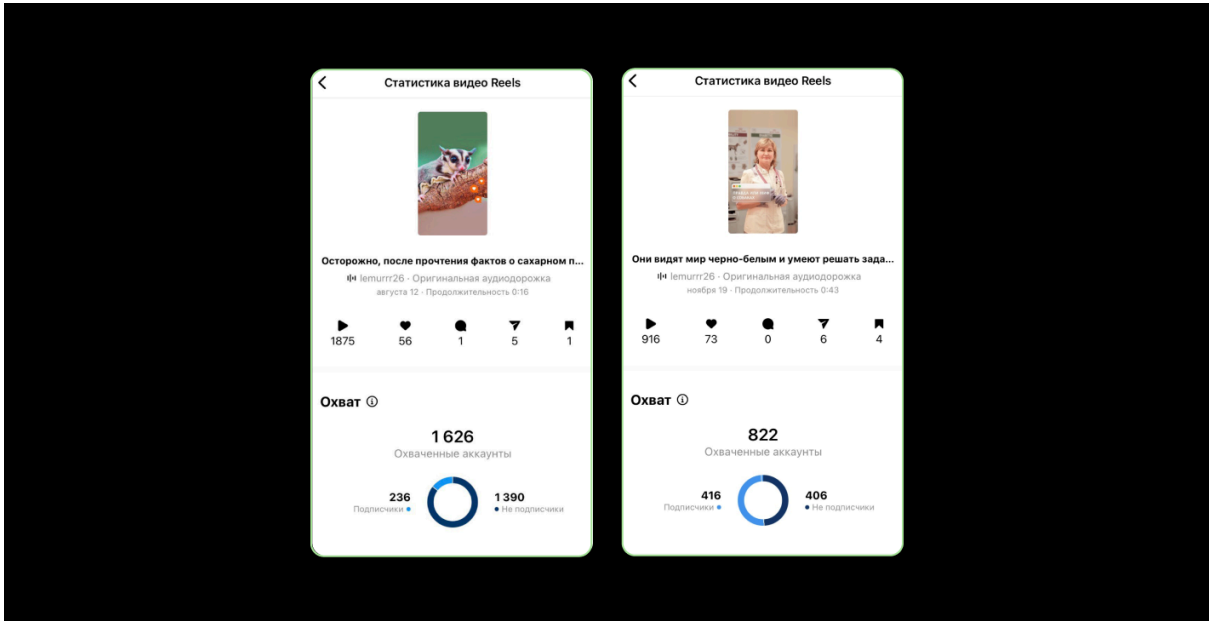 Статистика видео Reels
Осторожно, после прочтения фактов о сахарном п...
lemurrr26 · Оригинальная аудиодорожка
августа 12 · Продолжительность 0:16
1875 56 1 5 1
Охват
1 626
Охваченные аккаунты
236 1 390
Подписчики Не подписчики
Статистика видео Reels
Они видят мир черно-белым и умеют решать зада...
lemurrr26 · Оригинальная аудиодорожка
ноября 19 · Продолжительность 0:43
916 73 0 6 4
Охват
822
Охваченные аккаунты
416 406
Подписчики Не подписчики